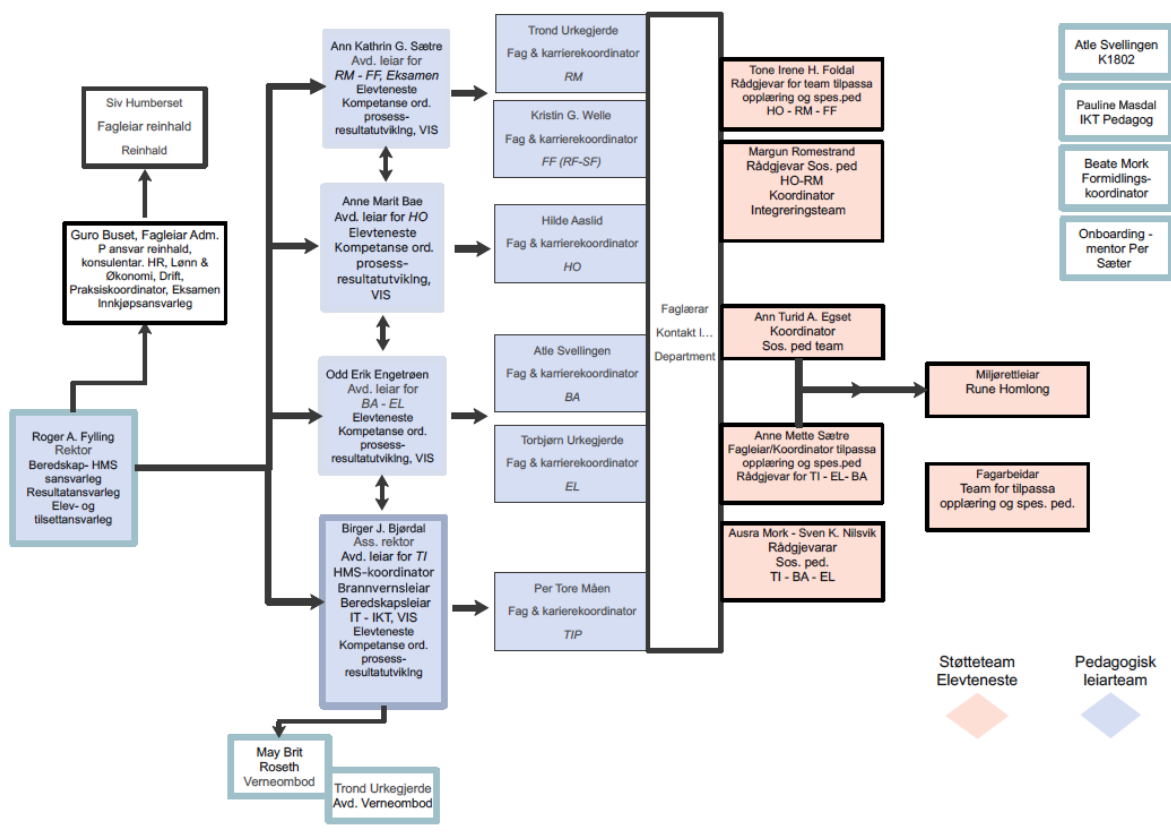 Siv Humberset
Fagleiar reinhald
Reinhald
Guro Buset, Fagleiar Adm.
P ansvar reinhald,
konsulentar. HR, Lønn &
Økonomi, Drift,
Praksiskoordinator, Eksamen
Innkjøpsansvarleg
Roger A. Fylling
Rektor
Beredskap- HMS
sansvarleg
Resultatansvarleg
Elev- og
tilsettansvarleg
Ann Kathrin G. Sætre
Avd. leiar for
RM - FF, Eksamen
Elevteneste
Kompetanse ord.
prosess-
resultatutviklng, VIS
Anne Marit Bae
Avd. leiar for HO
Elevteneste
Kompetanse ord.
prosess-
resultatutviklng,
VIS
Odd Erik Engetrøen
Avd. leiar for
BA - EL
Elevteneste
Kompetanse ord.
prosess-
resultatutviklng, VIS
Birger J. Bjørdal
Ass. rektor
Avd. leiar for TI
HMS-koordinator
Brannvernsleiar
Beredskapsleiar
IT - IKT, VIS
Elevteneste
Kompetanse ord.
prosess-
resultatutviklng
May Brit
Roseth
Verneombod
Trond Urkegjerde
Avd. Verneombod
Trond Urkegjerde
Fag & karrierekoordinator
RM
Kristin G. Welle
Fag & karrierekoordinator
FF (RF-SF)
Hilde Aaslid
Fag & karrierekoordinator
HO
Atle Svellingen
Fag & karrierekoordinator
BA
Torbjørn Urkegjerde
Fag & karrierekoordinator
EL
Per Tore Måen
Fag & karierekoordinator
TIP
Faglærar
Kontakt l...
Department
Tone Irene H. Foldal
Rådgjevar for team tilpassa
opplæring og spes.ped
HO - RM - FF
Margun Romestrand
Rådgjevar Sos. ped
HO-RM
Koordinator
Integreringsteam
Ann Turid A. Egset
Koordinator
Sos. ped team
Anne Mette Sætre
Fagleiar/Koordinator tilpassa
opplæring og spes.ped
Rådgjevar for TI - EL- BA
Ausra Mork - Sven K. Nilsvik
Rådgjevarar
Sos. ped.
TI - BA - EL
Miljørettleiar
Rune Homlong
Fagarbeidar
Team for tilpassa
opplæring og spes. ped.
Atle Svellingen
K1802
Pauline Masdal
IKT Pedagog
Beate Mork
Formidlings-
koordinator
Onboarding -
mentor Per
Sæter
Støtteteam
Elevteneste
Pedagogisk
leiarteam